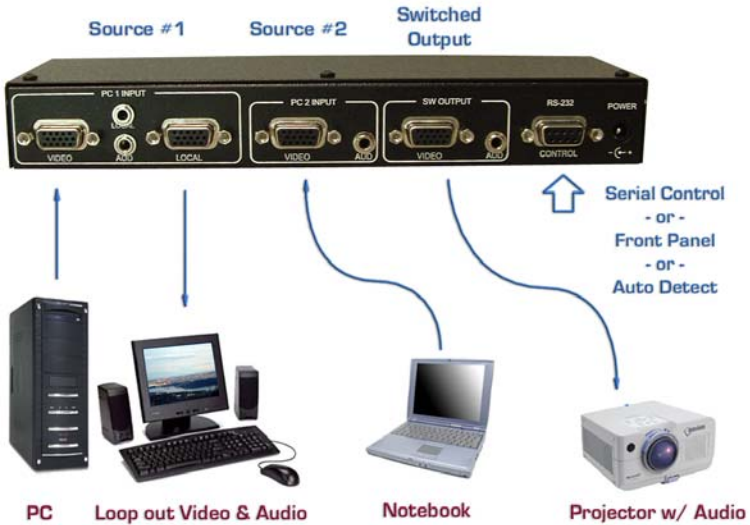 Source #1
Source #2
Switched
Output
PC 1 INPUT
PC 2 INPUT
SW OUTPUT
RS-232
POWER
LOCAL
VIDEO
AUD
LOCAL
VIDEO
AUD
VIDEO
AUD
CONTROL
Serial Control
- or -
Front Panel
- or -
Auto Detect
PC
Loop out Video & Audio
Notebook
Projector w/ Audio